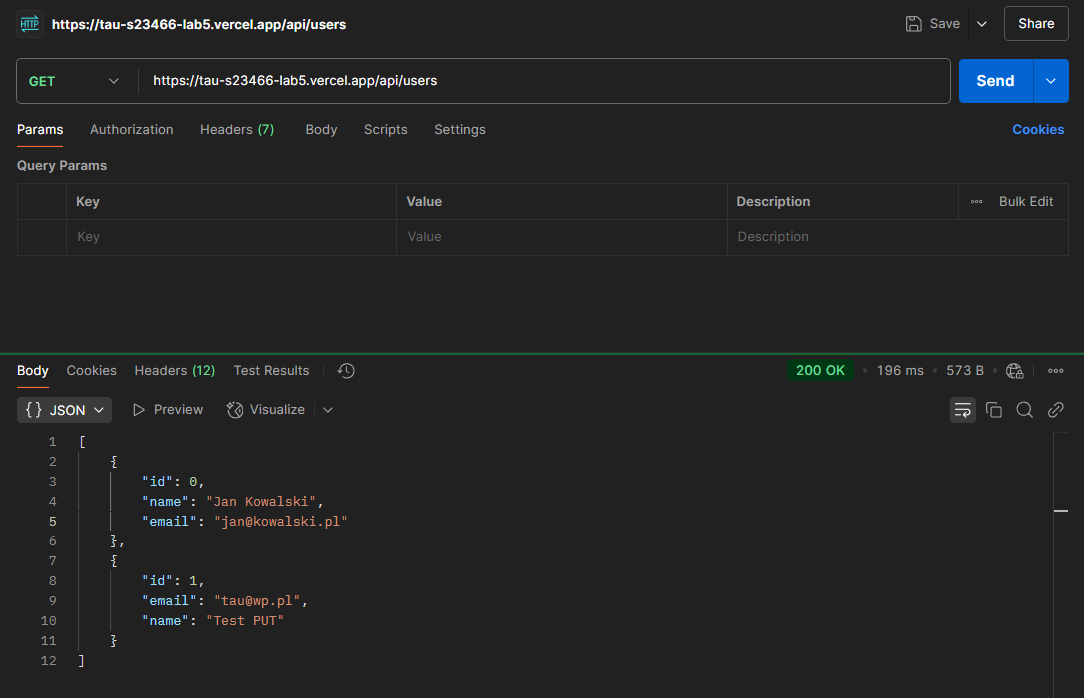 HTTP https://tau-s23466-lab5.vercel.app/api/users Save Share
GET https://tau-s23466-lab5.vercel.app/api/users Send
Params Authorization Headers (7) Body Scripts Settings Cookies
Query Params
Key Value Description Bulk Edit
Key Value Description
Body Cookies Headers (12) Test Results 200 OK 196 ms 573 B
{} JSON Preview Visualize
1 [
2 {
3 "id": 0,
4 "name": "Jan Kowalski",
5 "email": "jan@kowalski.pl"
6 },
7 {
8 "id": 1,
9 "email": "tau@wp.pl",
10 "name": "Test PUT"
11 }
12 ]